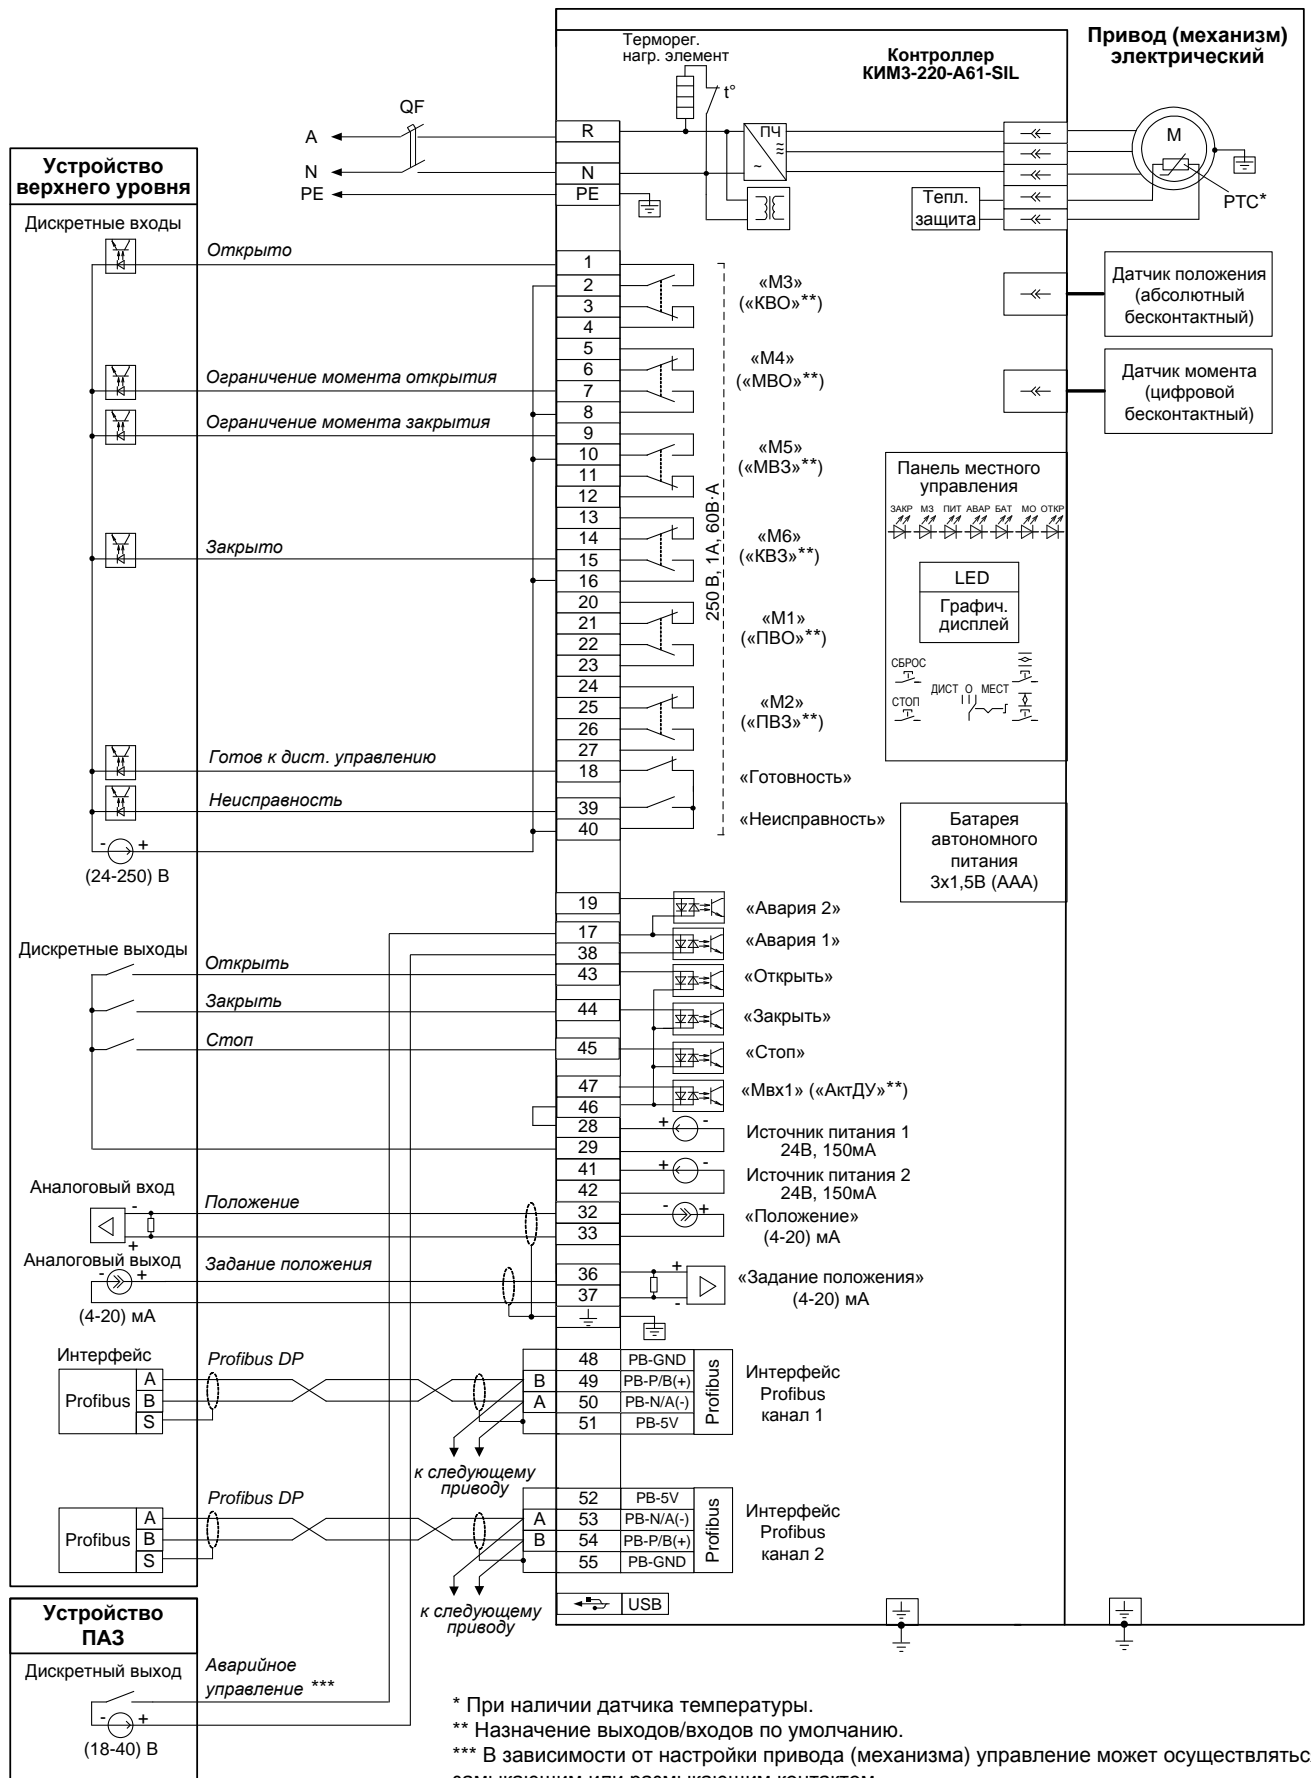 Привод (механизм)
электрический
Контроллер
КИМ3-220-А61-SIL
Терморег.
нагр. элемент
t°
QF
A
N
PE
R
N
PE
ПЧ
≈
~
M
PTC*
Тепл.
защита
Устройство
верхнего уровня
Дискретные входы
Открыто
1
2
3
4
«М3»
(«КВО»**)
Датчик положения
(абсолютный
бесконтактный)
5
6
7
8
Ограничение момента открытия
«М4»
(«МВО»**)
Датчик момента
(цифровой
бесконтактный)
Ограничение момента закрытия
9
10
11
12
«М5»
(«МВЗ»**)
250 В, 1А, 60В·А
Панель местного
управления
ЗАКР МЗ ПИТ АВАР БАТ МО ОТКР
LED
Графич.
дисплей
СБРОС
СТОП
ДИСТ О МЕСТ
Закрыто
13
14
15
16
«М6»
(«КВЗ»**)
20
21
22
23
«М1»
(«ПВО»**)
24
25
26
27
«М2»
(«ПВЗ»**)
Готов к дист. управлению
18
«Готовность»
Неисправность
39
40
«Неисправность»
- +
(24-250) В
Батарея
автономного
питания
3х1,5В (ААА)
19
«Авария 2»
17
38
«Авария 1»
Дискретные выходы
Открыть
43
«Открыть»
Закрыть
44
«Закрыть»
Стоп
45
«Стоп»
47
46
«Мвх1» («АктДУ»**)
28
29
+ -
Источник питания 1
24В, 150мА
41
42
+ -
Источник питания 2
24В, 150мА
Аналоговый вход
-
+
Положение
32
33
- +
«Положение»
(4-20) мА
Аналоговый выход
- +
(4-20) мА
Задание положения
36
37
+
-
«Задание положения»
(4-20) мА
Интерфейс
Profibus
A
B
S
Profibus DP
B
A
48 PB-GND
49 PB-P/B(+)
50 PB-N/A(-)
51 PB-5V
Profibus
Интерфейс
Profibus
канал 1
к следующему
приводу
Profibus
A
B
S
Profibus DP
A
B
52 PB-5V
53 PB-N/A(-)
54 PB-P/B(+)
55 PB-GND
Profibus
Интерфейс
Profibus
канал 2
к следующему
приводу
USB
Устройство
ПАЗ
Дискретный выход
- +
(18-40) В
Аварийное
управление ***
* При наличии датчика температуры.
** Назначение выходов/входов по умолчанию.
*** В зависимости от настройки привода (механизма) управление может осуществлятьс